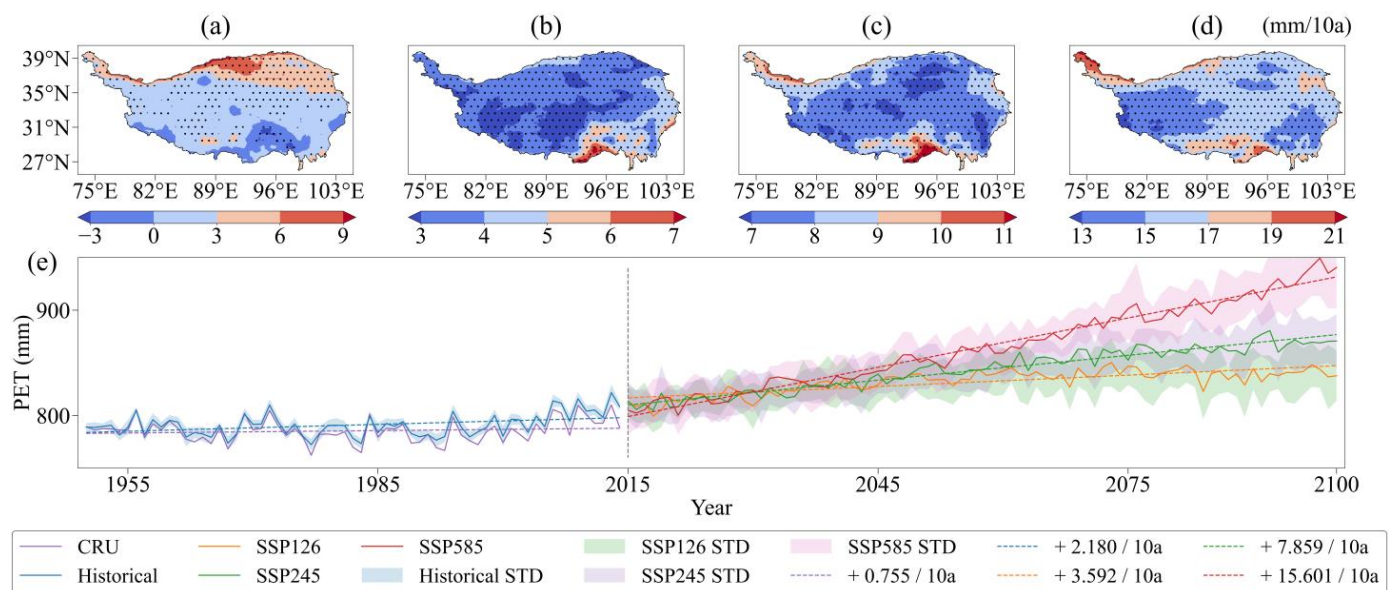 (a) (b) (c) (d) (mm/10a)
39°N
35°N
31°N
27°N
75°E 82°E 89°E 96°E 103°E 75°E 82°E 89°E 96°E 103°E 75°E 82°E 89°E 96°E 103°E 75°E 82°E 89°E 96°E 103°E
−3 0 3 6 9 3 4 5 6 7 7 8 9 10 11 13 15 17 19 21
(e)
900
800
PET (mm)
1955 1985 2015 2045 2075 2100
Year
CRU SSP126 SSP585 SSP126 STD SSP585 STD + 2.180 / 10a + 7.859 / 10a
Historical SSP245 Historical STD SSP245 STD + 0.755 / 10a + 3.592 / 10a + 15.601 / 10a